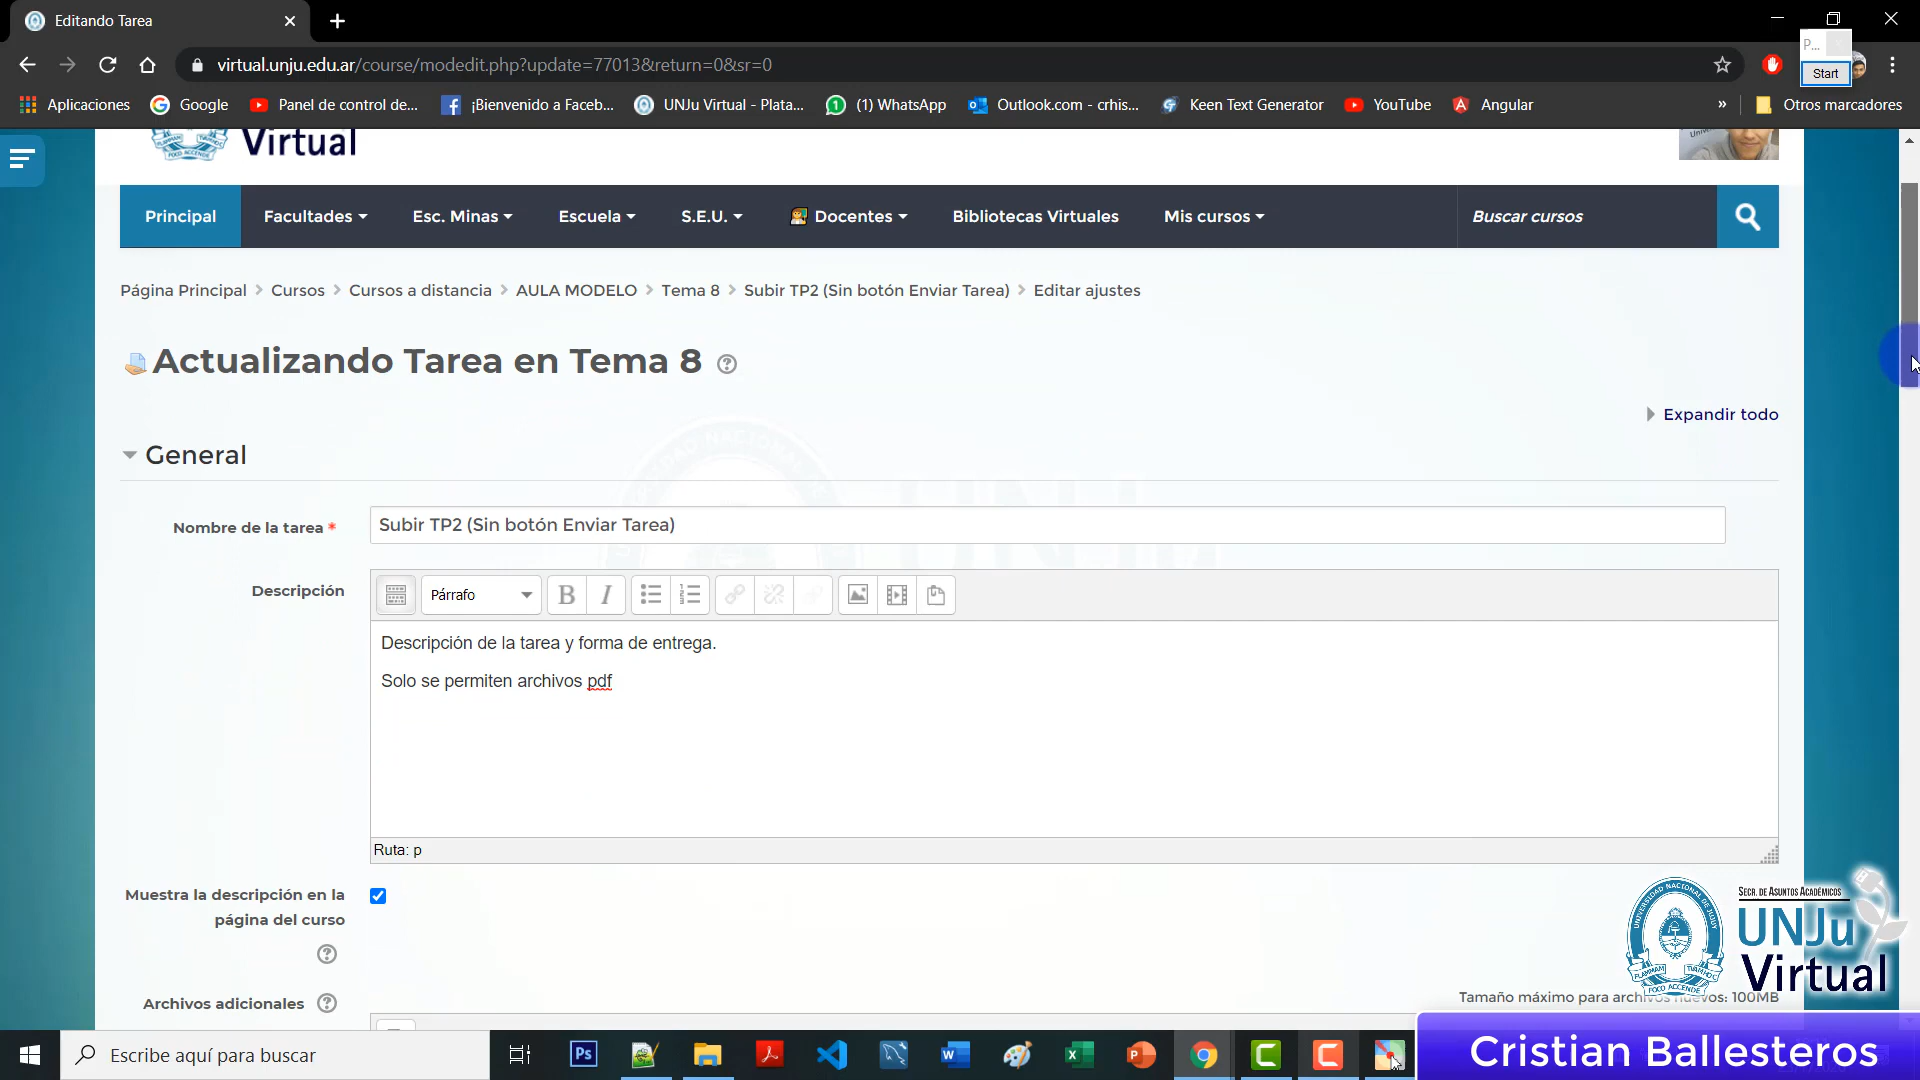 Editando Tarea
P...
Start
virtual.unju.edu.ar/course/modedit.php?update=77013&return=0&sr=0
Aplicaciones
Google
Panel de control de...
¡Bienvenido a Faceb...
UNJu Virtual - Plata...
(1) WhatsApp
Outlook.com - crhis...
Keen Text Generator
YouTube
Angular
»
Otros marcadores
Virtual
Principal
Facultades
Esc. Minas
Escuela
S.E.U.
Docentes
Bibliotecas Virtuales
Mis cursos
Buscar cursos
Página Principal > Cursos > Cursos a distancia > AULA MODELO > Tema 8 > Subir TP2 (Sin botón Enviar Tarea) > Editar ajustes
Actualizando Tarea en Tema 8
Expandir todo
General
Nombre de la tarea *
Subir TP2 (Sin botón Enviar Tarea)
Descripción
Párrafo
B I
Descripción de la tarea y forma de entrega.
Solo se permiten archivos pdf
Ruta: p
Muestra la descripción en la
página del curso
Archivos adicionales
Tamaño máximo para archivos nuevos: 100MB
UNIVERSIDAD NACIONAL DE JUJUY
Secr. de Asuntos Académicos
UNJu
Virtual
Escribe aquí para buscar
Cristian Ballesteros